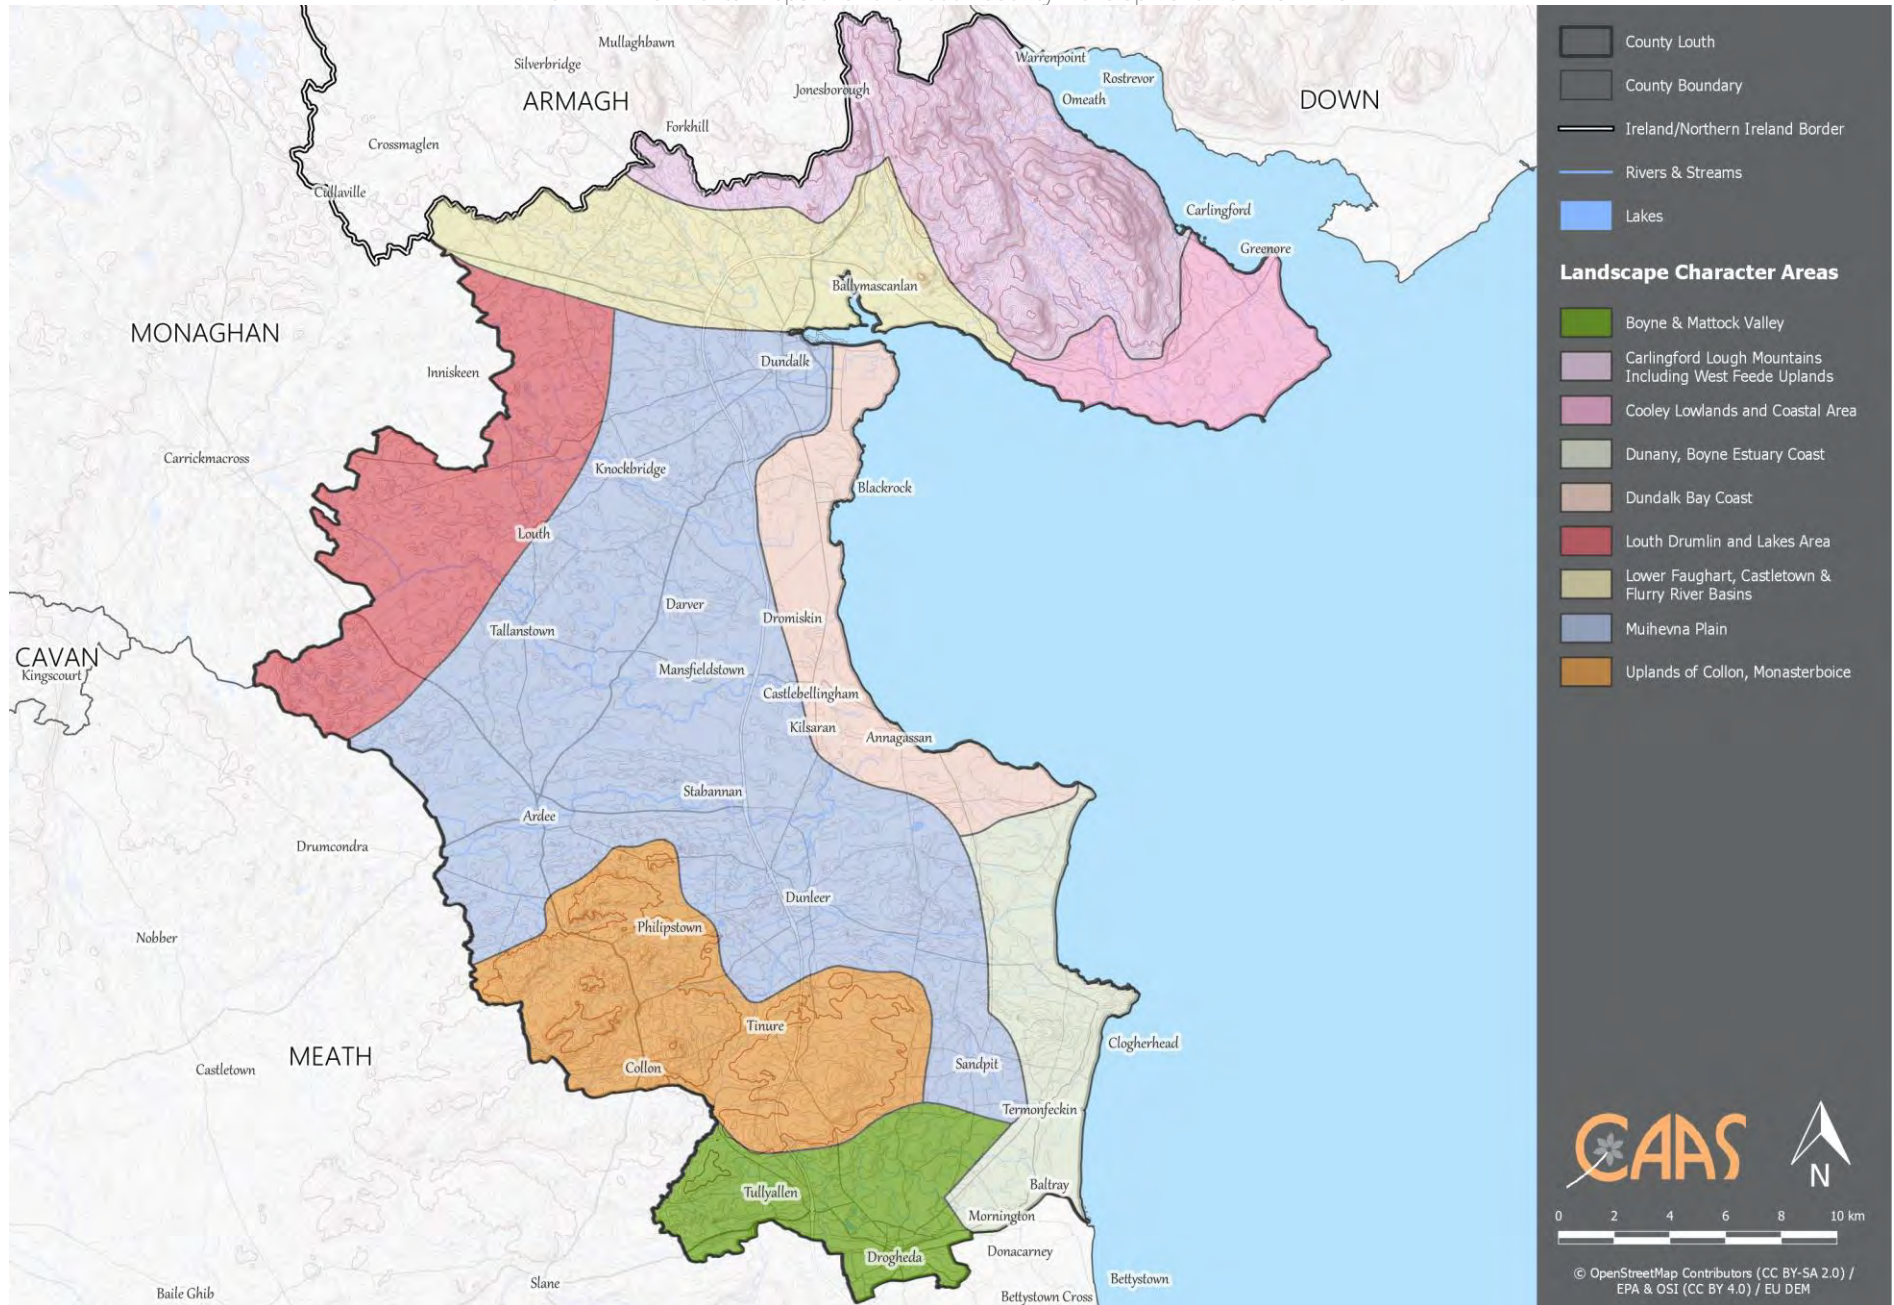 Mullaghbawn
Silverbridge
Warrenpoint
Rostrevor
Jonesborough
ARMAGH
Omeath
DOWN
Forkhill
Crossmaglen
Cullaville
Carlingford
Greenore
Ballymascanlan
MONAGHAN
Dundalk
Inniskeen
Carrickmacross
Knockbridge
Blackrock
Louth
Darver
Dromiskin
Tallanstown
CAVAN
Kingscourt
Mansfieldstown
Castlebellingham
Kilsaran
Annagassan
Stabannan
Ardee
Drumcondra
Dunleer
Philipstown
Nobber
Tinure
Clogherhead
MEATH
Sandpit
Castletown
Collon
Termonfeckin
Baltray
Tullyallen
Mornington
Donacarney
Drogheda
Bettystown
Slane
Baile Ghib
Bettystown Cross
County Louth
County Boundary
Ireland/Northern Ireland Border
Rivers & Streams
Lakes
Landscape Character Areas
Boyne & Mattock Valley
Carlingford Lough Mountains
Including West Feede Uplands
Cooley Lowlands and Coastal Area
Dunany, Boyne Estuary Coast
Dundalk Bay Coast
Louth Drumlin and Lakes Area
Lower Faughart, Castletown &
Flurry River Basins
Muihevna Plain
Uplands of Collon, Monasterboice
CAAS
N
0 2 4 6 8 10 km
© OpenStreetMap Contributors (CC BY-SA 2.0) /
EPA & OSI (CC BY 4.0) / EU DEM